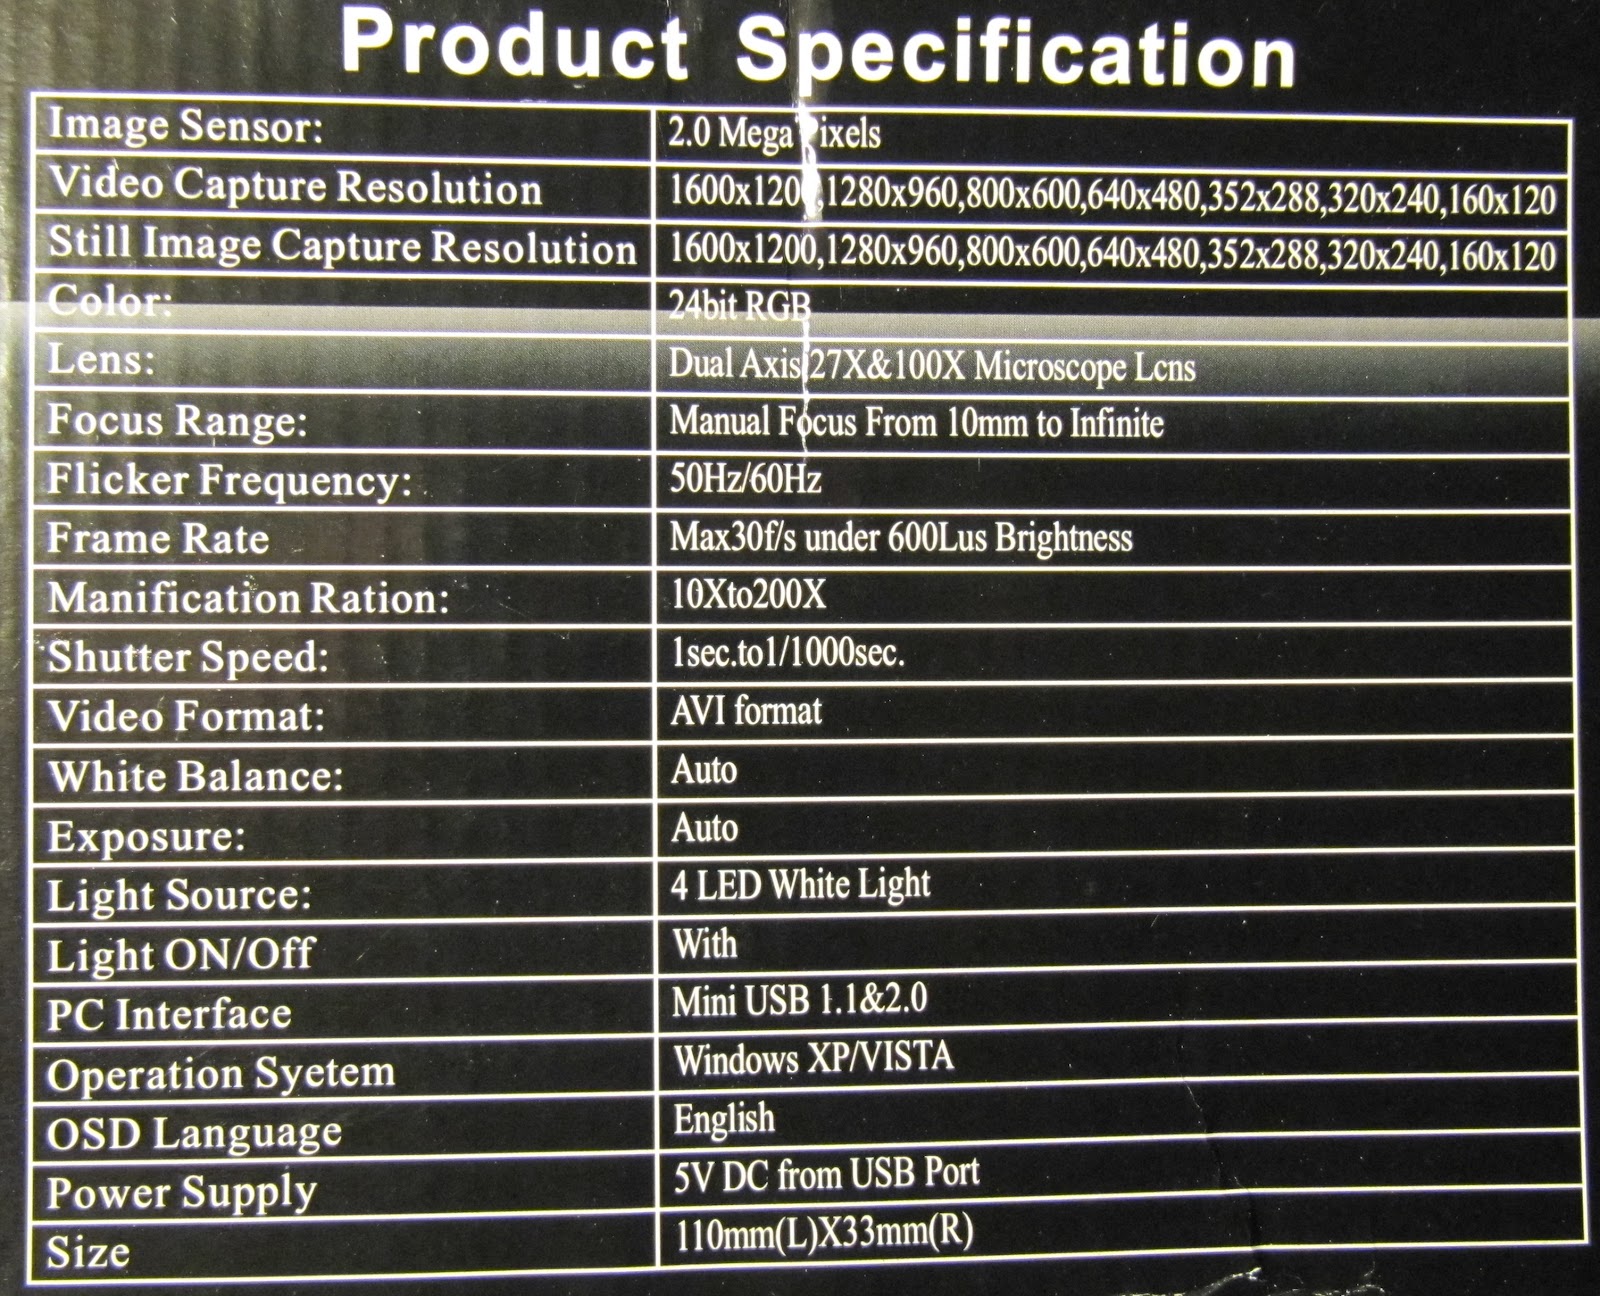 Product Specification
Image Sensor: 2.0 Mega Pixels
Video Capture Resolution 1600x1200,1280x960,800x600,640x480,352x288,320x240,160x120
Still Image Capture Resolution 1600x1200,1280x960,800x600,640x480,352x288,320x240,160x120
Color: 24bit RGB
Lens: Dual Axis 27X&100X Microscope Lcns
Focus Range: Manual Focus From 10mm to Infinite
Flicker Frequency: 50Hz/60Hz
Frame Rate Max30f/s under 600Lus Brightness
Manification Ration: 10Xto200X
Shutter Speed: 1sec.to1/1000sec.
Video Format: AVI format
White Balance: Auto
Exposure: Auto
Light Source: 4 LED White Light
Light ON/Off With
PC Interface Mini USB 1.1&2.0
Operation Syetem Windows XP/VISTA
OSD Language English
Power Supply 5V DC from USB Port
Size 110mm(L)X33mm(R)